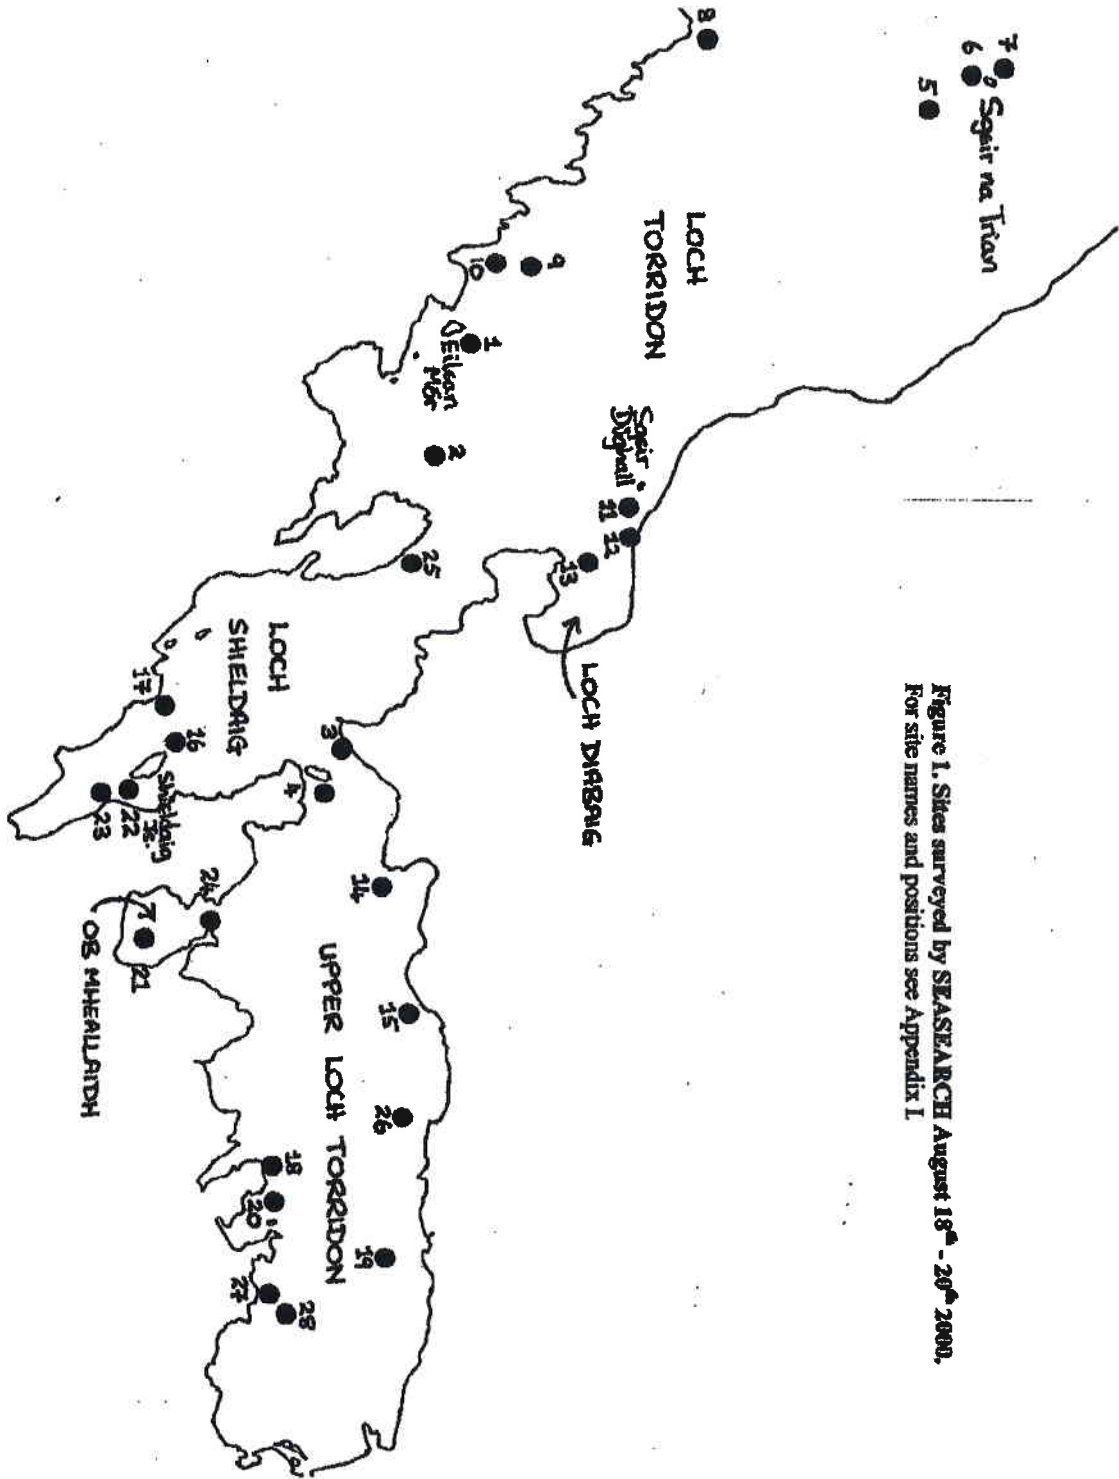 Figure 1. Sites surveyed by SEASEARCH August 18th - 20th 2000.
For site names and positions see Appendix I.
7
6
Sgeir na Trian
5
8
LOCH
TORRIDON
9
10
1
Eilean
Mór
2
Sgeir
Dùghall
11
12
13
LOCH DIABAIG
25
LOCH
SHIELDAIG
17
16
Shieldaig
Is.
22
23
3
4
14
15
26
19
UPPER LOCH TORRIDON
24
21
OB MHEALLAIDH
18
20
27
28